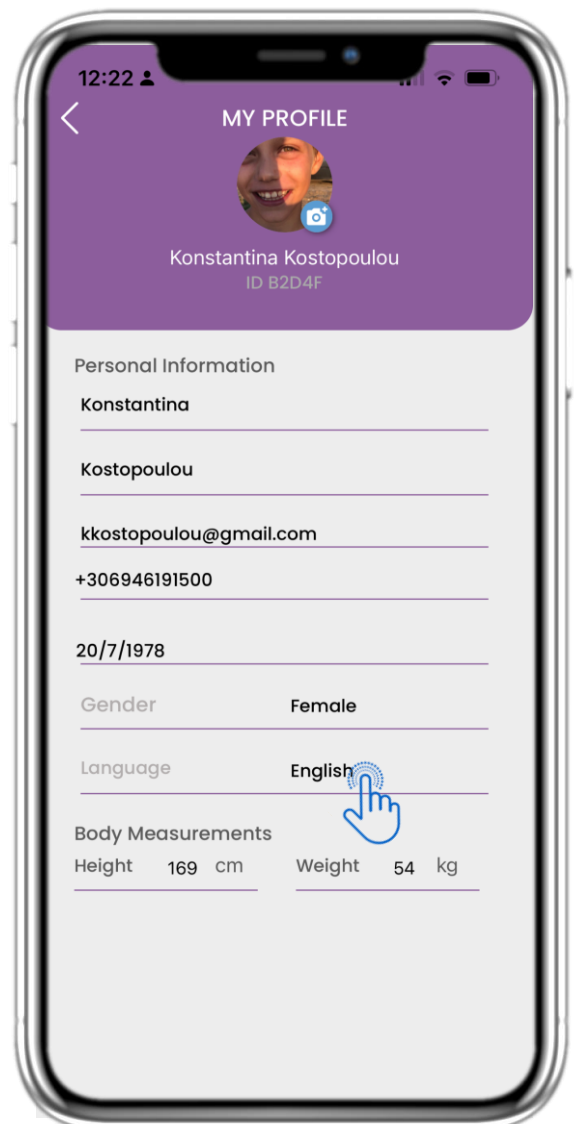 12:22
MY PROFILE
Konstantina Kostopoulou
ID B2D4F
Personal Information
Konstantina
Kostopoulou
kkostopoulou@gmail.com
+306946191500
20/7/1978
Gender Female
Language English
Body Measurements
Height 169 cm Weight 54 kg